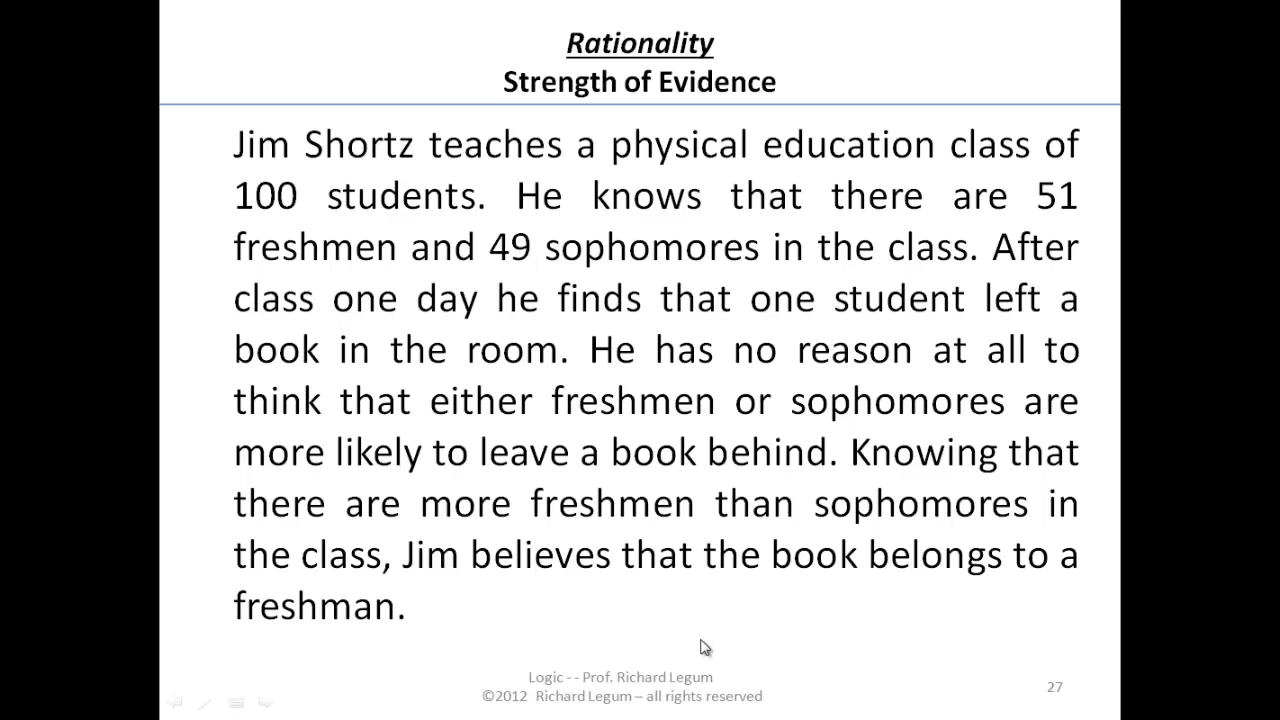 Rationality
Strength of Evidence
Jim Shortz teaches a physical education class of
100 students. He knows that there are 51
freshmen and 49 sophomores in the class. After
class one day he finds that one student left a
book in the room. He has no reason at all to
think that either freshmen or sophomores are
more likely to leave a book behind. Knowing that
there are more freshmen than sophomores in
the class, Jim believes that the book belongs to a
freshman.
Logic - - Prof. Richard Legum
©2012 Richard Legum – all rights reserved
27